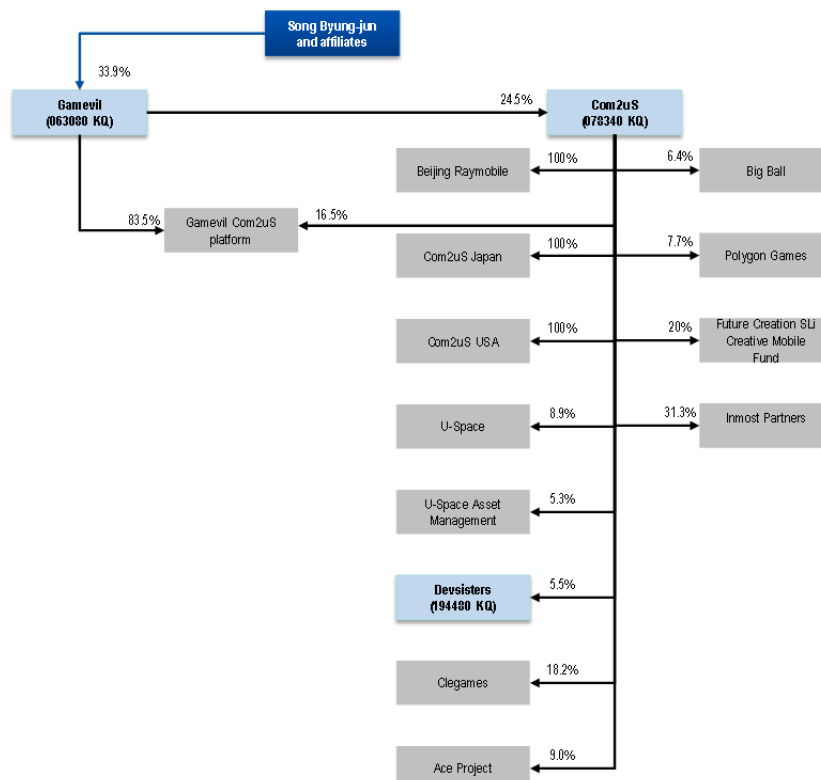 Song Byung-jun
and affiliates
33.9%
Gamevil
(063080 KQ)
24.5%
Com2uS
(078340 KQ)
Beijing Raymobile
100%
6.4%
Big Ball
83.5%
Gamevil Com2uS
platform
16.5%
Com2uS Japan
100%
7.7%
Polygon Games
Com2uS USA
100%
20%
Future Creation SLi
Creative Mobile
Fund
U-Space
8.9%
31.3%
Inmost Partners
U-Space Asset
Management
5.3%
Devsisters
(194480 KQ)
5.5%
Clegames
18.2%
Ace Project
9.0%